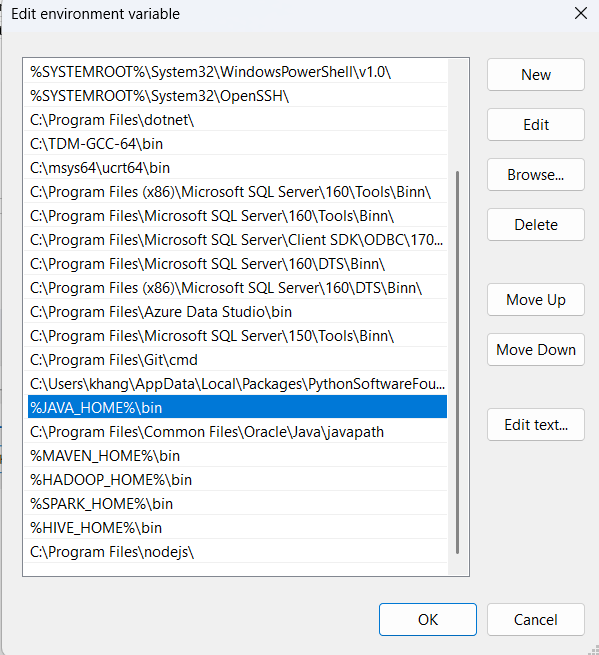 Edit environment variable
%SYSTEMROOT%\System32\WindowsPowerShell\v1.0\
%SYSTEMROOT%\System32\OpenSSH\
C:\Program Files\dotnet\
C:\TDM-GCC-64\bin
C:\msys64\ucrt64\bin
C:\Program Files (x86)\Microsoft SQL Server\160\Tools\Binn\
C:\Program Files\Microsoft SQL Server\160\Tools\Binn\
C:\Program Files\Microsoft SQL Server\Client SDK\ODBC\170...
C:\Program Files\Microsoft SQL Server\160\DTS\Binn\
C:\Program Files (x86)\Microsoft SQL Server\160\DTS\Binn\
C:\Program Files\Azure Data Studio\bin
C:\Program Files\Microsoft SQL Server\150\Tools\Binn\
C:\Program Files\Git\cmd
C:\Users\khang\AppData\Local\Packages\PythonSoftwareFou...
%JAVA_HOME%\bin
C:\Program Files\Common Files\Oracle\Java\javapath
%MAVEN_HOME%\bin
%HADOOP_HOME%\bin
%SPARK_HOME%\bin
%HIVE_HOME%\bin
C:\Program Files\nodejs\
New
Edit
Browse...
Delete
Move Up
Move Down
Edit text...
OK
Cancel